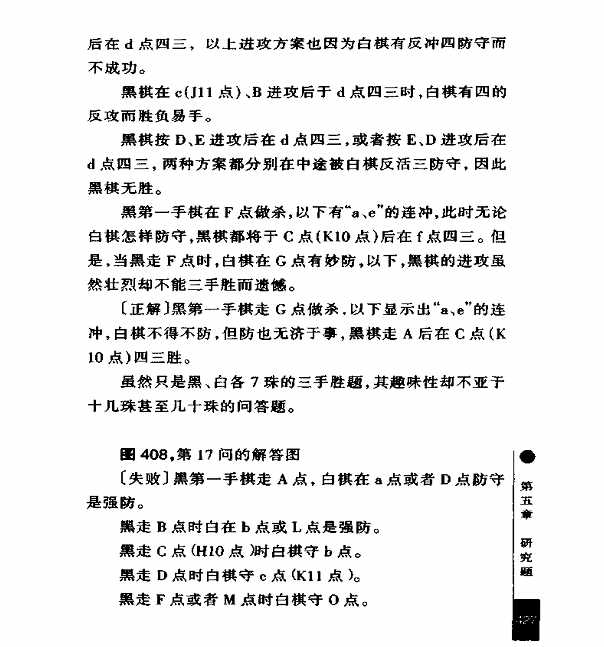 后在 d 点四三，以上进攻方案也因为白棋有反冲四防守而
不成功。
黑棋在 c(J11 点)、B 进攻后于 d 点四三时,白棋有四的
反攻而胜负易手。
黑棋按 D、E 进攻后在 d 点四三,或者按 E、D 进攻后在
d 点四三，两种方案都分别在中途被白棋反活三防守，因此
黑棋无胜。
黑第一手棋在 F 点做杀,以下有“a、e”的连冲,此时无论
白棋怎样防守,黑棋都将于 C 点(K10 点)后在 f 点四三。但
是,当黑走 F 点时,白棋在 G 点有妙防,以下,黑棋的进攻虽
然壮烈却不能三手胜而遗憾。
〔正解〕黑第一手棋走 G 点做杀,以下显示出“a、e”的连
冲,白棋不得不防,但防也无济于事,黑棋走 A 后在 C 点(K
10 点)四三胜。
虽然只是黑、白各 7 珠的三手胜题,其趣味性却不亚于
十几珠甚至几十珠的问答题。
图 408,第 17 问的解答图
〔失败〕黑第一手棋走 A 点，白棋在 a 点或者 D 点防守
是强防。
黑走 B 点时白在 b 点或 L 点是强防。
黑走 C 点(H10 点)时白棋守 b 点。
黑走 D 点时白棋守 c 点(K11 点)。
黑走 F 点或者 M 点时白棋守 O 点。
第五章 研究题